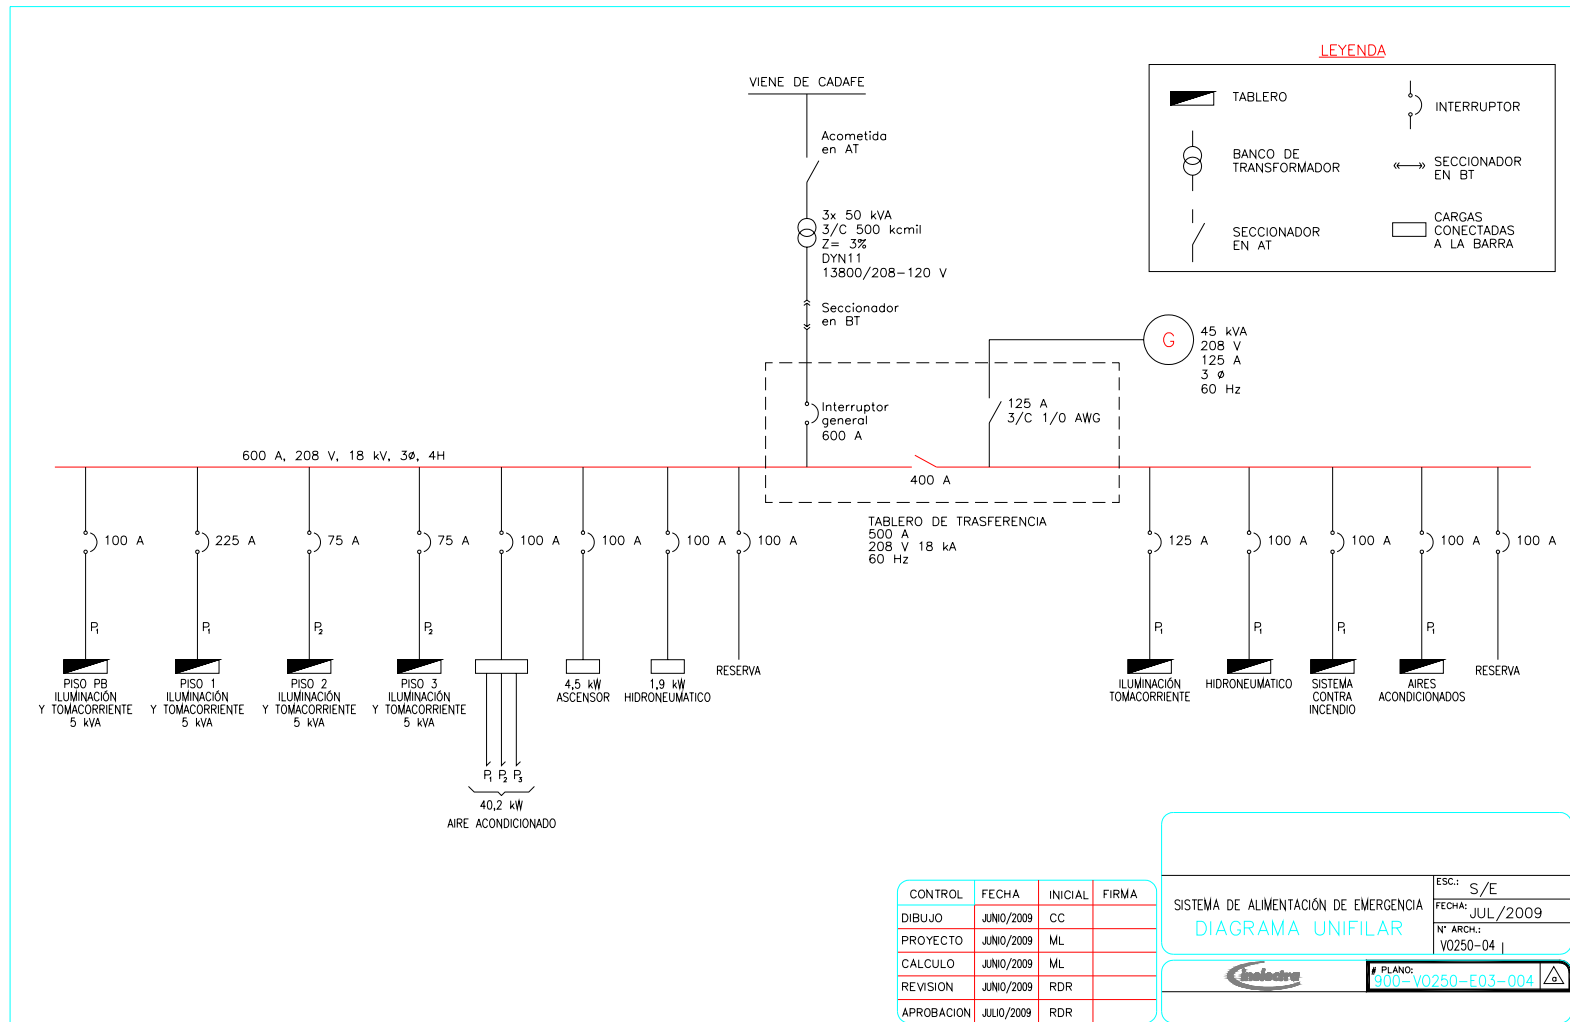 LEYENDA
TABLERO
INTERRUPTOR
BANCO DE
TRANSFORMADOR
SECCIONADOR
EN BT
SECCIONADOR
EN AT
CARGAS
CONECTADAS
A LA BARRA
VIENE DE CADAFE
Acometida
en AT
3x 50 kVA
3/C 500 kcmil
Z= 3%
DYN11
13800/208-120 V
Seccionador
en BT
G
45 kVA
208 V
125 A
3 ø
60 Hz
Interruptor
general
600 A
125 A
3/C 1/0 AWG
600 A, 208 V, 18 kV, 3ø, 4H
400 A
TABLERO DE TRASFERENCIA
500 A
208 V 18 kA
60 Hz
100 A
225 A
75 A
75 A
100 A
100 A
100 A
100 A
125 A
100 A
100 A
100 A
100 A
P1
P1
P2
P2
P1
P1
P1
P1
PISO PB
ILUMINACIÓN
Y TOMACORRIENTE
5 kVA
PISO 1
ILUMINACIÓN
Y TOMACORRIENTE
5 kVA
PISO 2
ILUMINACIÓN
Y TOMACORRIENTE
5 kVA
PISO 3
ILUMINACIÓN
Y TOMACORRIENTE
5 kVA
P1 P2 P3
40,2 kW
AIRE ACONDICIONADO
4,5 kW
ASCENSOR
1,9 kW
HIDRONEUMATICO
RESERVA
ILUMINACIÓN
TOMACORRIENTE
HIDRONEUMATICO
SISTEMA
CONTRA
INCENDIO
AIRES
ACONDICIONADOS
RESERVA
CONTROL FECHA INICIAL FIRMA
DIBUJO JUNIO/2009 CC
PROYECTO JUNIO/2009 ML
CALCULO JUNIO/2009 ML
REVISION JUNIO/2009 RDR
APROBACION JULIO/2009 RDR
SISTEMA DE ALIMENTACIÓN DE EMERGENCIA
DIAGRAMA UNIFILAR
ESC.: S/E
FECHA: JUL/2009
N° ARCH.:
V0250-04
inelectra
# PLANO:
900-V0250-E03-004
a